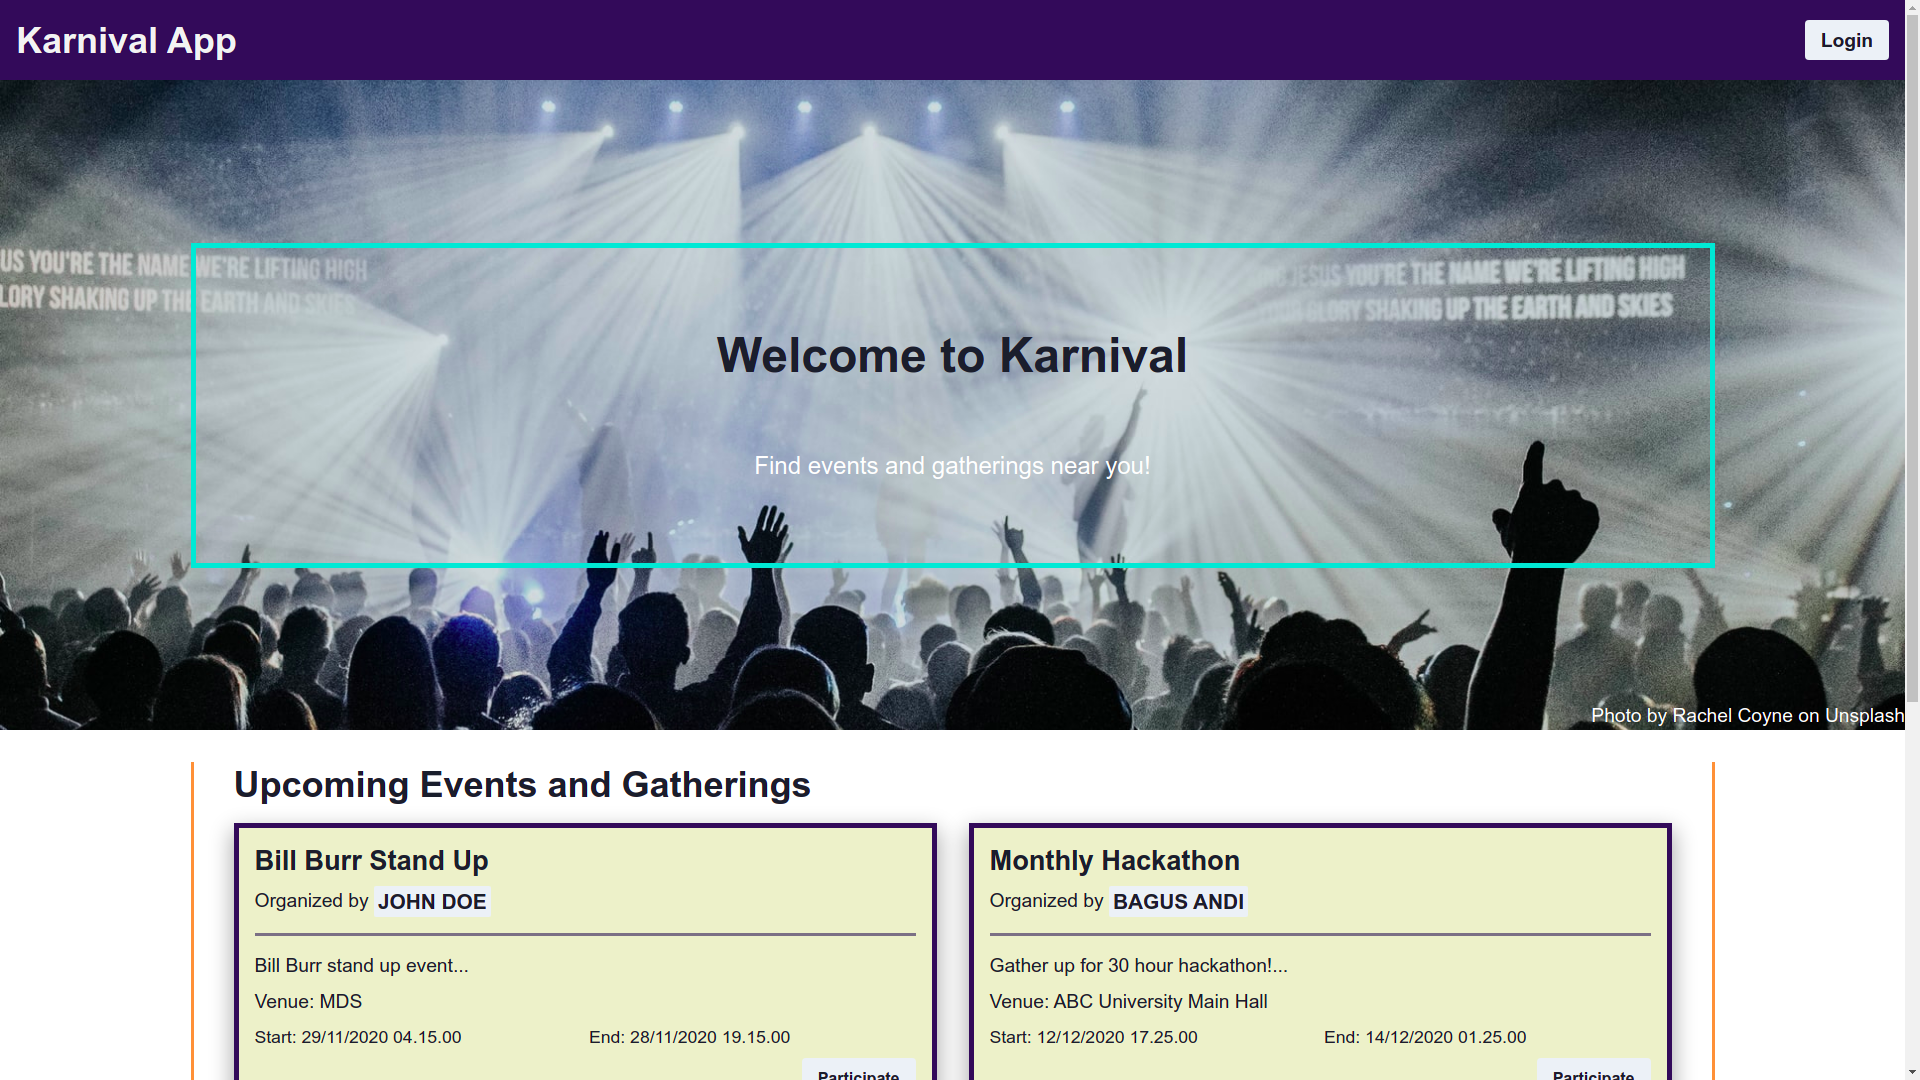 Karnival App
Login
US YOU'RE THE NAME WE'RE LIFTING HIGH
LORY SHAKING UP THE EARTH AND SKIES
JESUS YOU'RE THE NAME WE'RE LIFTING HIGH
YOUR GLORY SHAKING UP THE EARTH AND SKIES
Welcome to Karnival
Find events and gatherings near you!
Photo by Rachel Coyne on Unsplash
Upcoming Events and Gatherings
Bill Burr Stand Up
Organized by JOHN DOE
Bill Burr stand up event...
Venue: MDS
Start: 29/11/2020 04.15.00
End: 28/11/2020 19.15.00
Participate
Monthly Hackathon
Organized by BAGUS ANDI
Gather up for 30 hour hackathon!...
Venue: ABC University Main Hall
Start: 12/12/2020 17.25.00
End: 14/12/2020 01.25.00
Participate